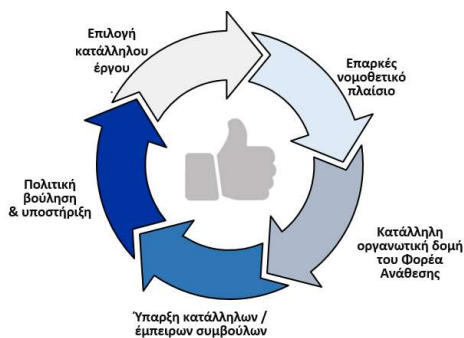 Επιλογή
κατάλληλου
έργου
Επαρκές
νομοθετικό
πλαίσιο
Κατάλληλη
οργανωτική δομή
του Φορέα
Ανάθεσης
Ύπαρξη κατάλληλων /
έμπειρων συμβούλων
Πολιτική
βούληση
& υποστήριξη